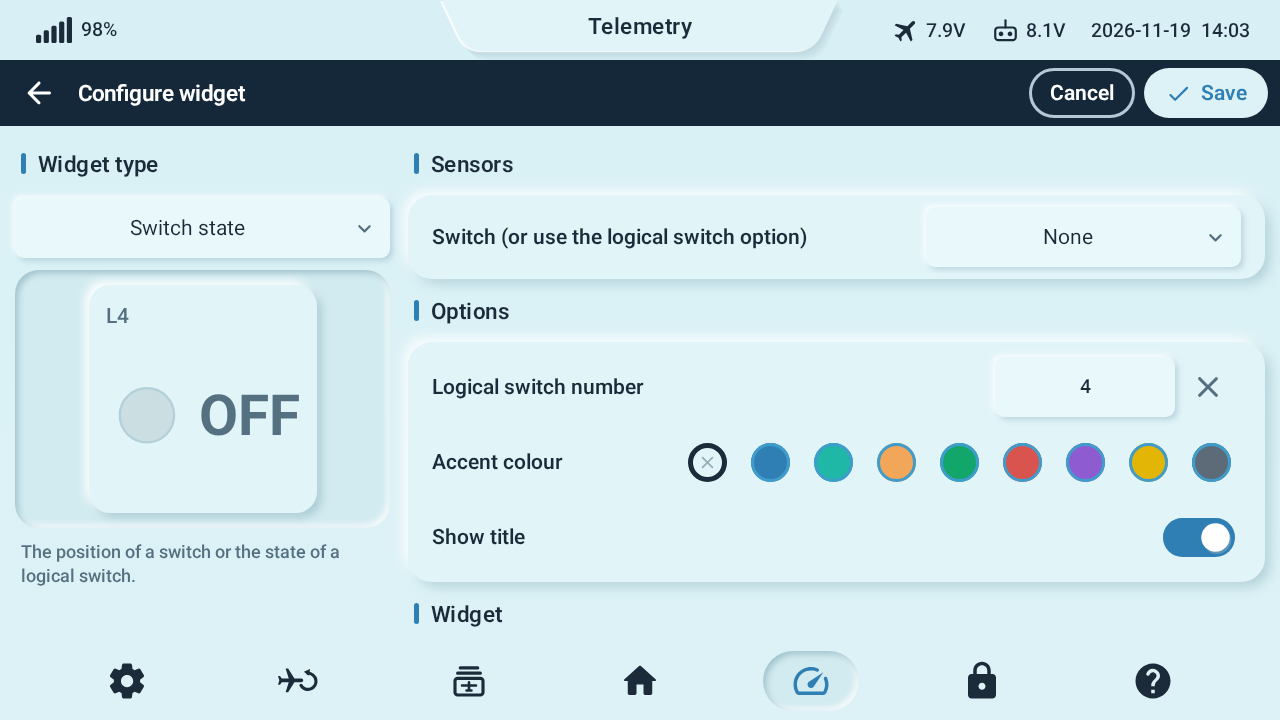 98%
Telemetry
7.9V
8.1V
2026-11-19 14:03
Configure widget
Cancel
Save
Widget type
Switch state
L4
OFF
The position of a switch or the state of a
logical switch.
Sensors
Switch (or use the logical switch option)
None
Options
Logical switch number
4
Accent colour
Show title
Widget